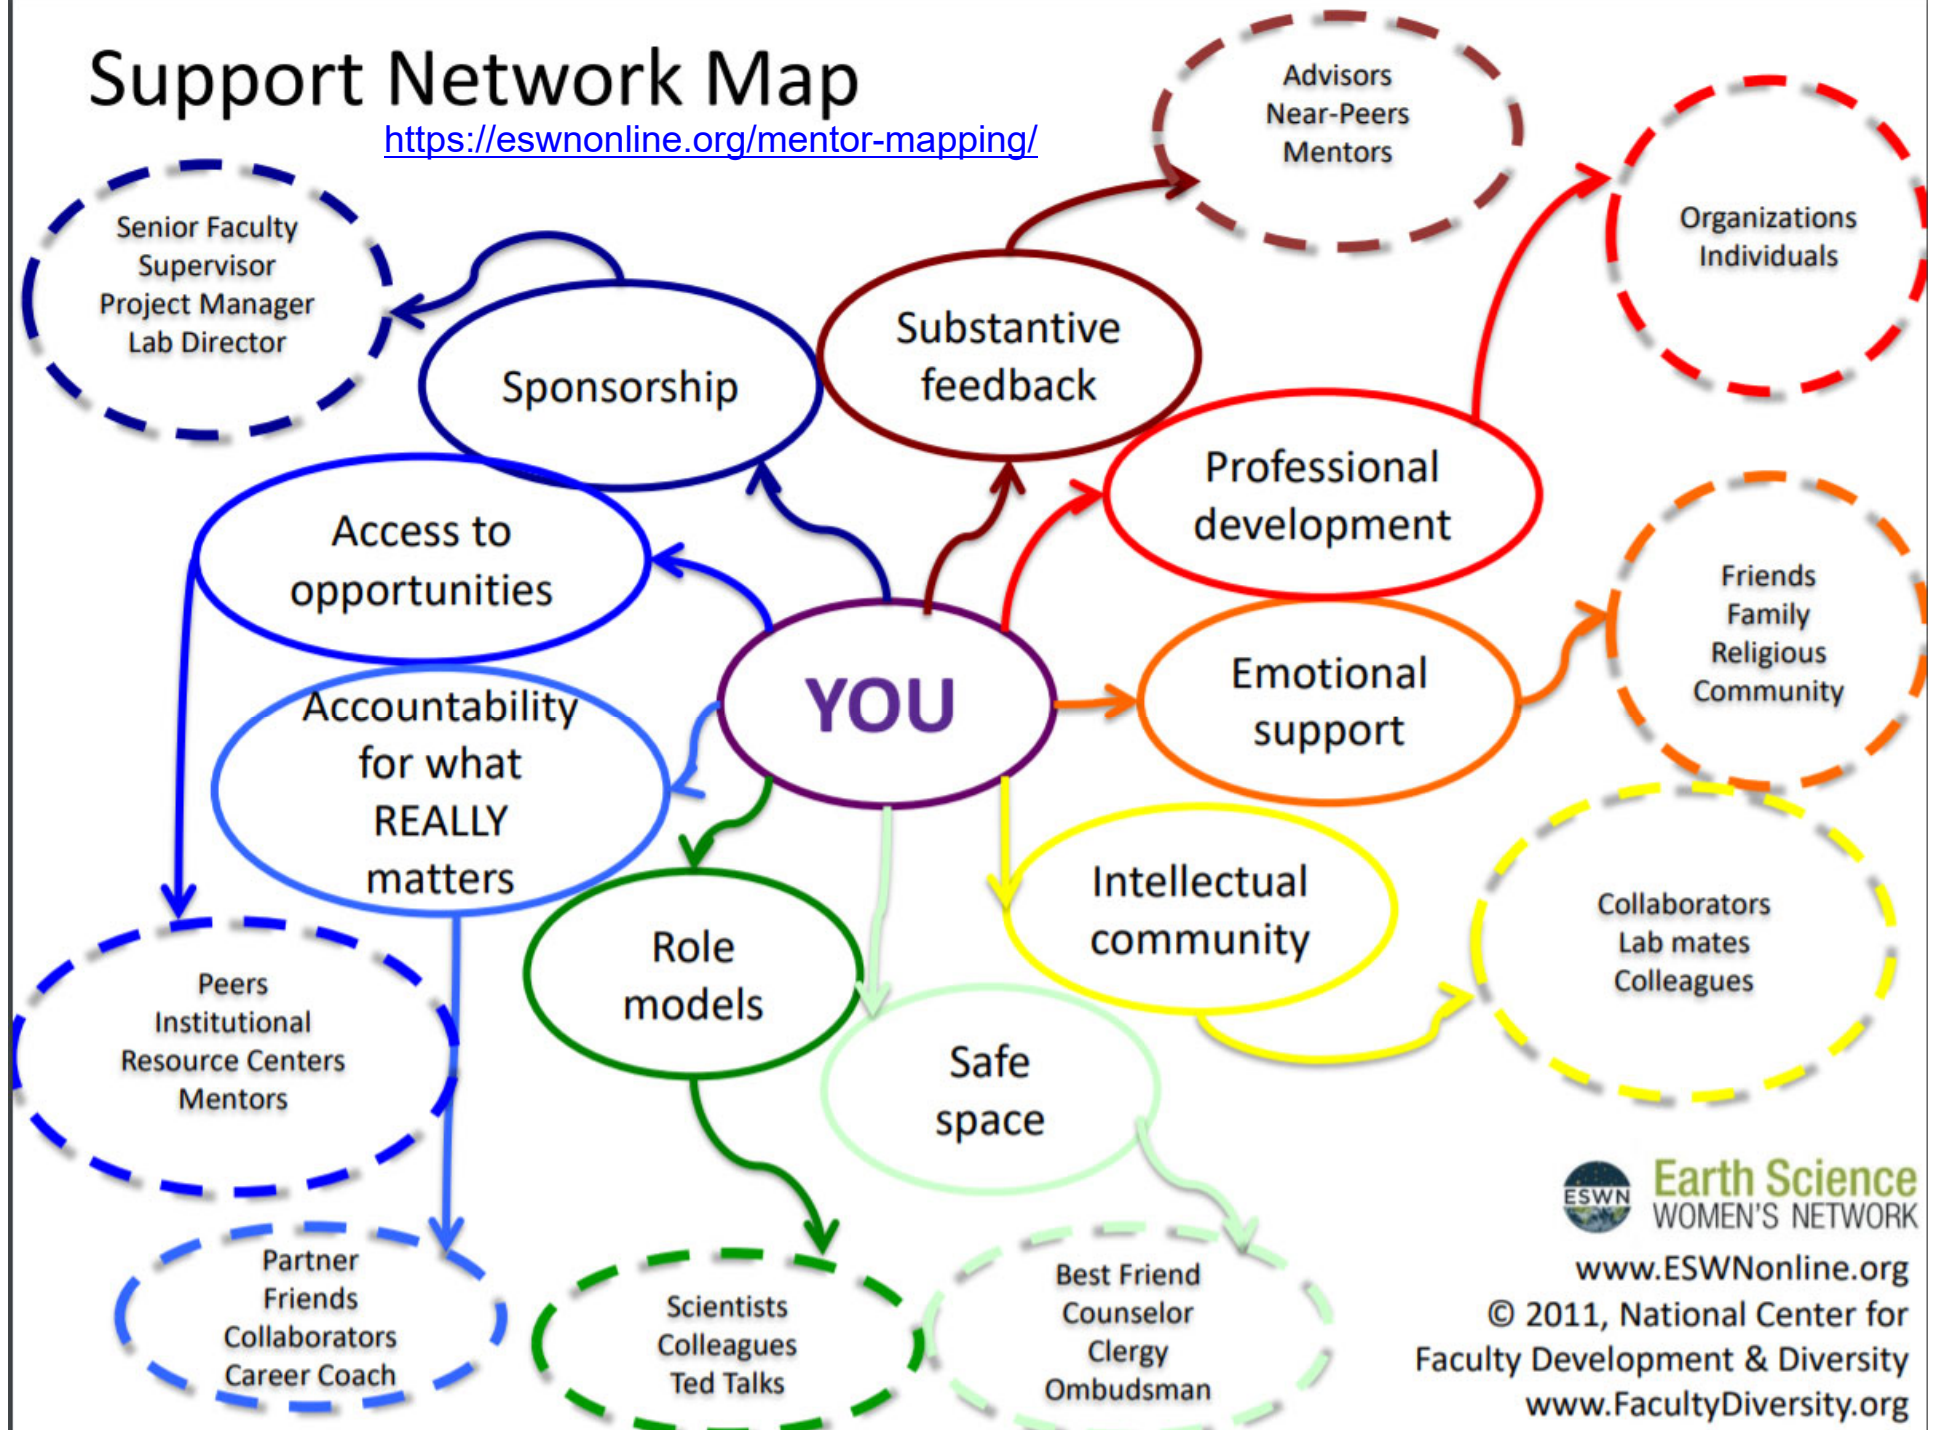 Support Network Map
https://eswnonline.org/mentor-mapping/
Advisors
Near-Peers
Mentors
Organizations
Individuals
Senior Faculty
Supervisor
Project Manager
Lab Director
Sponsorship
Substantive
feedback
Professional
development
Access to
opportunities
Friends
Family
Religious
Community
Emotional
support
YOU
Accountability
for what
REALLY
matters
Intellectual
community
Collaborators
Lab mates
Colleagues
Role
models
Safe
space
Peers
Institutional
Resource Centers
Mentors
Partner
Friends
Collaborators
Career Coach
Scientists
Colleagues
Ted Talks
Best Friend
Counselor
Clergy
Ombudsman
ESWN
Earth Science
WOMEN'S NETWORK
www.ESWNonline.org
© 2011, National Center for
Faculty Development & Diversity
www.FacultyDiversity.org